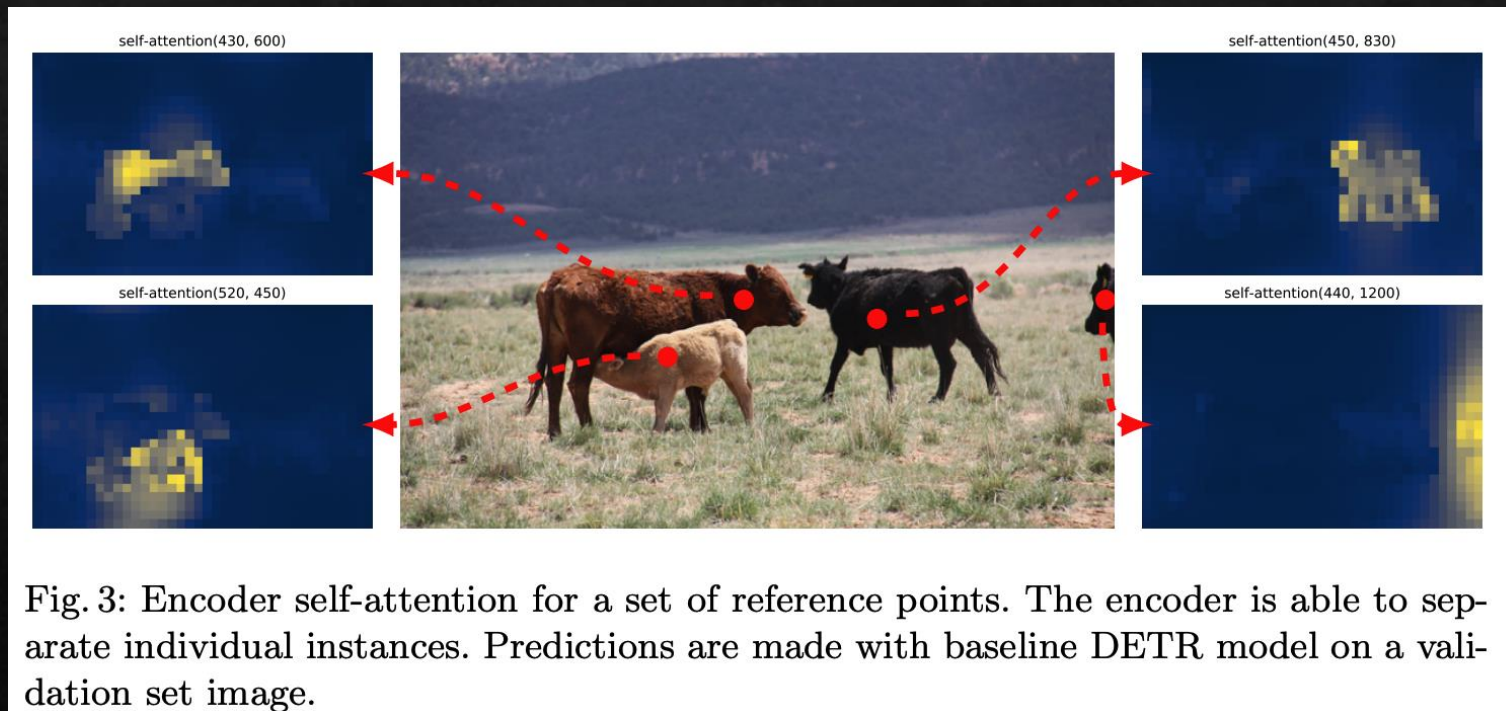 self-attention(430, 600)
self-attention(450, 830)
self-attention(520, 450)
self-attention(440, 1200)
Fig. 3: Encoder self-attention for a set of reference points. The encoder is able to sep-
arate individual instances. Predictions are made with baseline DETR model on a vali-
dation set image.